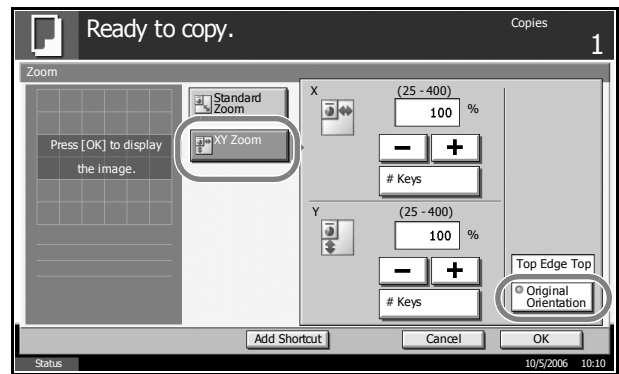 Ready to copy.
Copies
1
Zoom
Press [OK] to display
the image.
Standard
Zoom
XY Zoom
X
(25 - 400)
100 %
# Keys
Y
(25 - 400)
100 %
# Keys
Top Edge Top
Original
Orientation
Add Shortcut
Cancel
OK
Status
10/5/2006 10:10